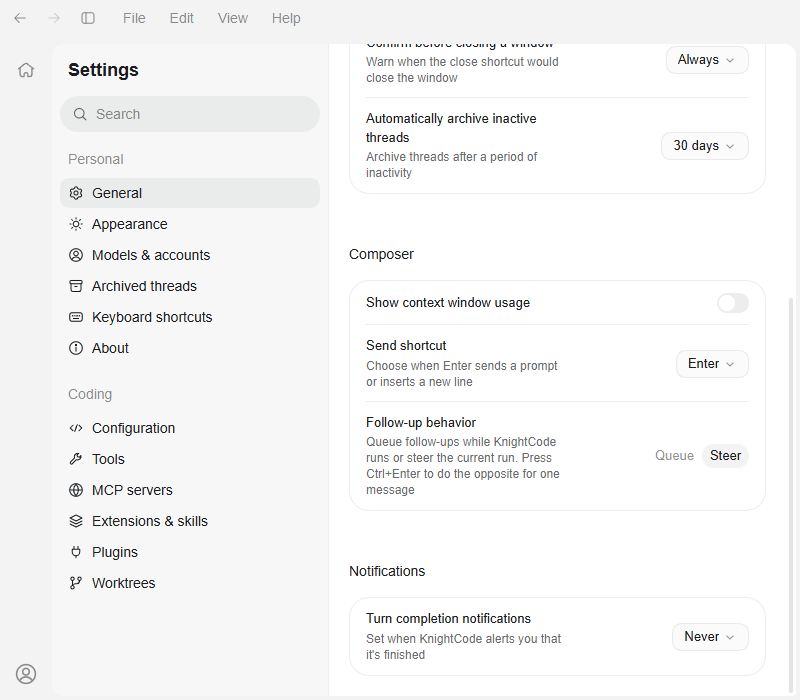 File Edit View Help
Settings
Search
Personal
General
Appearance
Models & accounts
Archived threads
Keyboard shortcuts
About
Coding
Configuration
Tools
MCP servers
Extensions & skills
Plugins
Worktrees
Confirm before closing a window
Warn when the close shortcut would
close the window
Always
Automatically archive inactive
threads
Archive threads after a period of
inactivity
30 days
Composer
Show context window usage
Send shortcut
Choose when Enter sends a prompt
or inserts a new line
Enter
Follow-up behavior
Queue follow-ups while KnightCode
runs or steer the current run. Press
Ctrl+Enter to do the opposite for one
message
Queue Steer
Notifications
Turn completion notifications
Set when KnightCode alerts you that
it's finished
Never